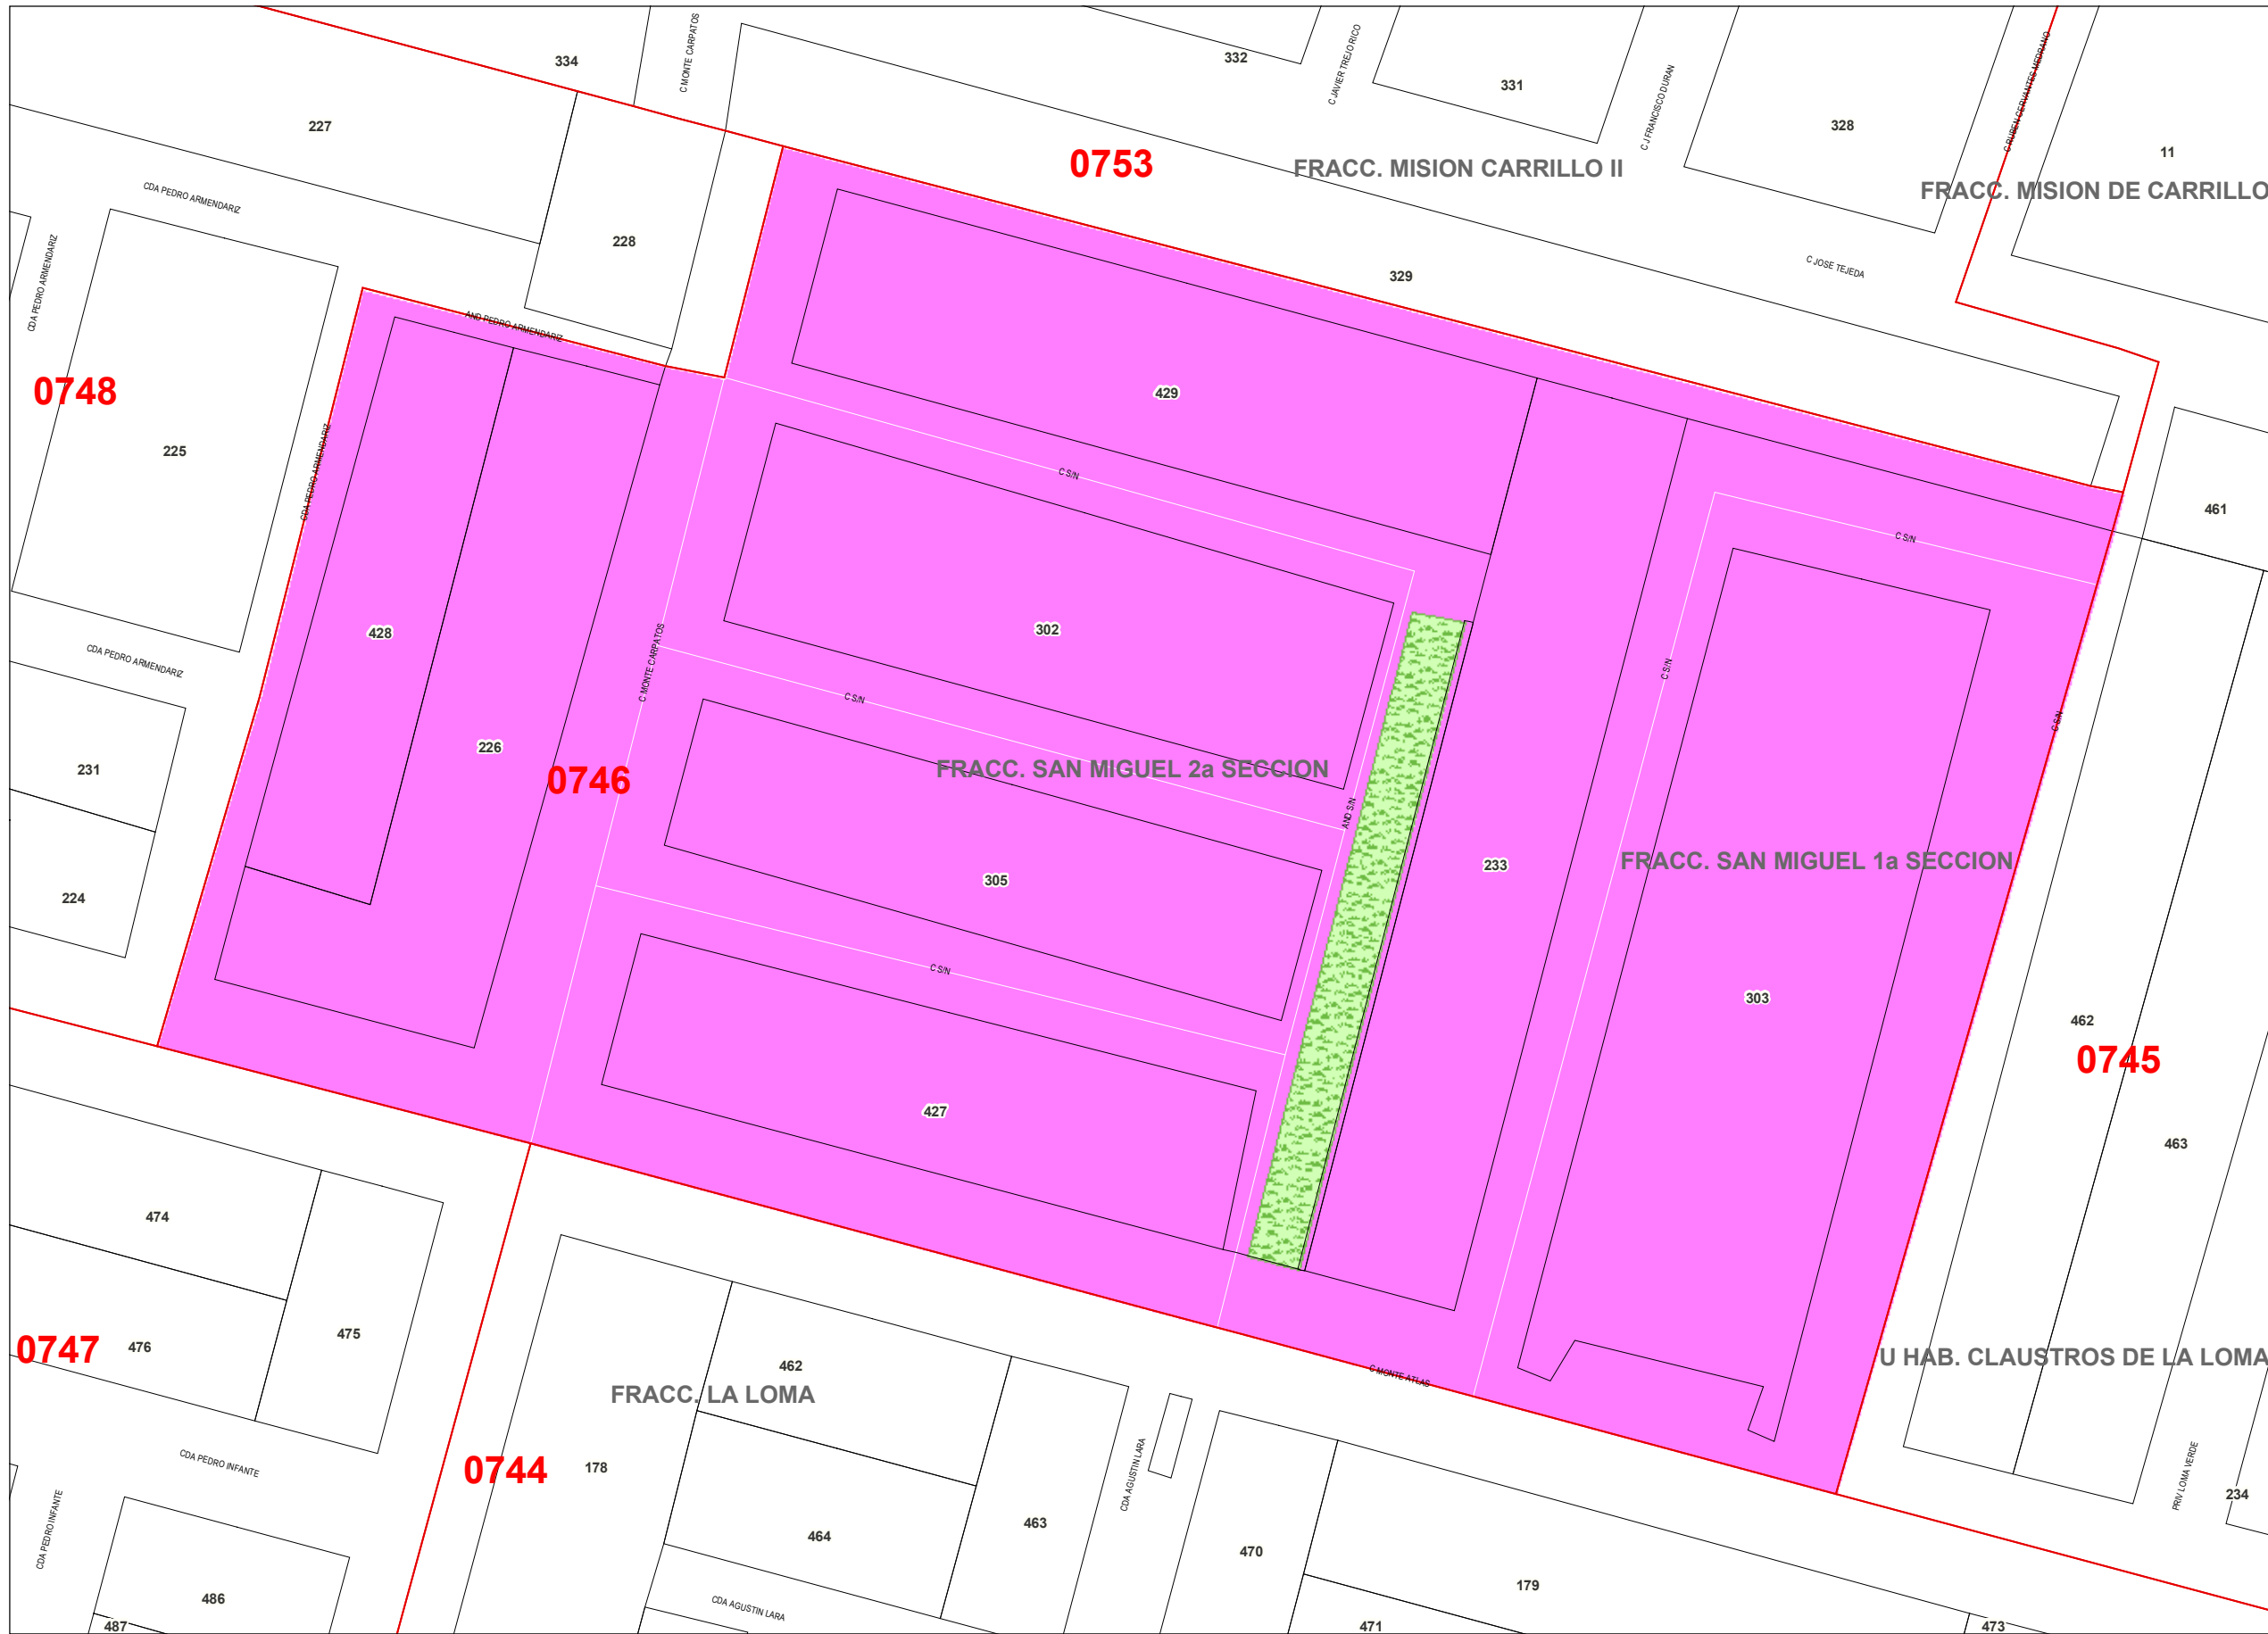 C MONTE CARPATOS
334
332
C JAVIER TREJO RICO
331
C J FRANCISCO DURAN
328
C RUBEN CERVANTES MEDRANO
11
227
0753
FRACC. MISION CARRILLO II
FRACC. MISION DE CARRILLO
CDA PEDRO ARMENDARIZ
228
CDA PEDRO ARMENDARIZ
329
C JOSE TEJEDA
AND PEDRO ARMENDARIZ
0748
429
225
CDA PEDRO ARMENDARIZ
C S/N
461
C S/N
428
302
CDA PEDRO ARMENDARIZ
C MONTE CARPATOS
C S/N
C S/N
C S/N
226
231
0746
FRACC. SAN MIGUEL 2a SECCION
AND S/N
233
FRACC. SAN MIGUEL 1a SECCION
305
224
C S/N
303
462
0745
427
463
474
475
476
0747
462
C MONTE ATLAS
U HAB. CLAUSTROS DE LA LOMA
FRACC. LA LOMA
CDA PEDRO INFANTE
0744
178
CDA AGUSTIN LARA
PRIV LOMA VERDE
234
CDA PEDRO INFANTE
464
463
470
179
486
CDA AGUSTIN LARA
487
471
473